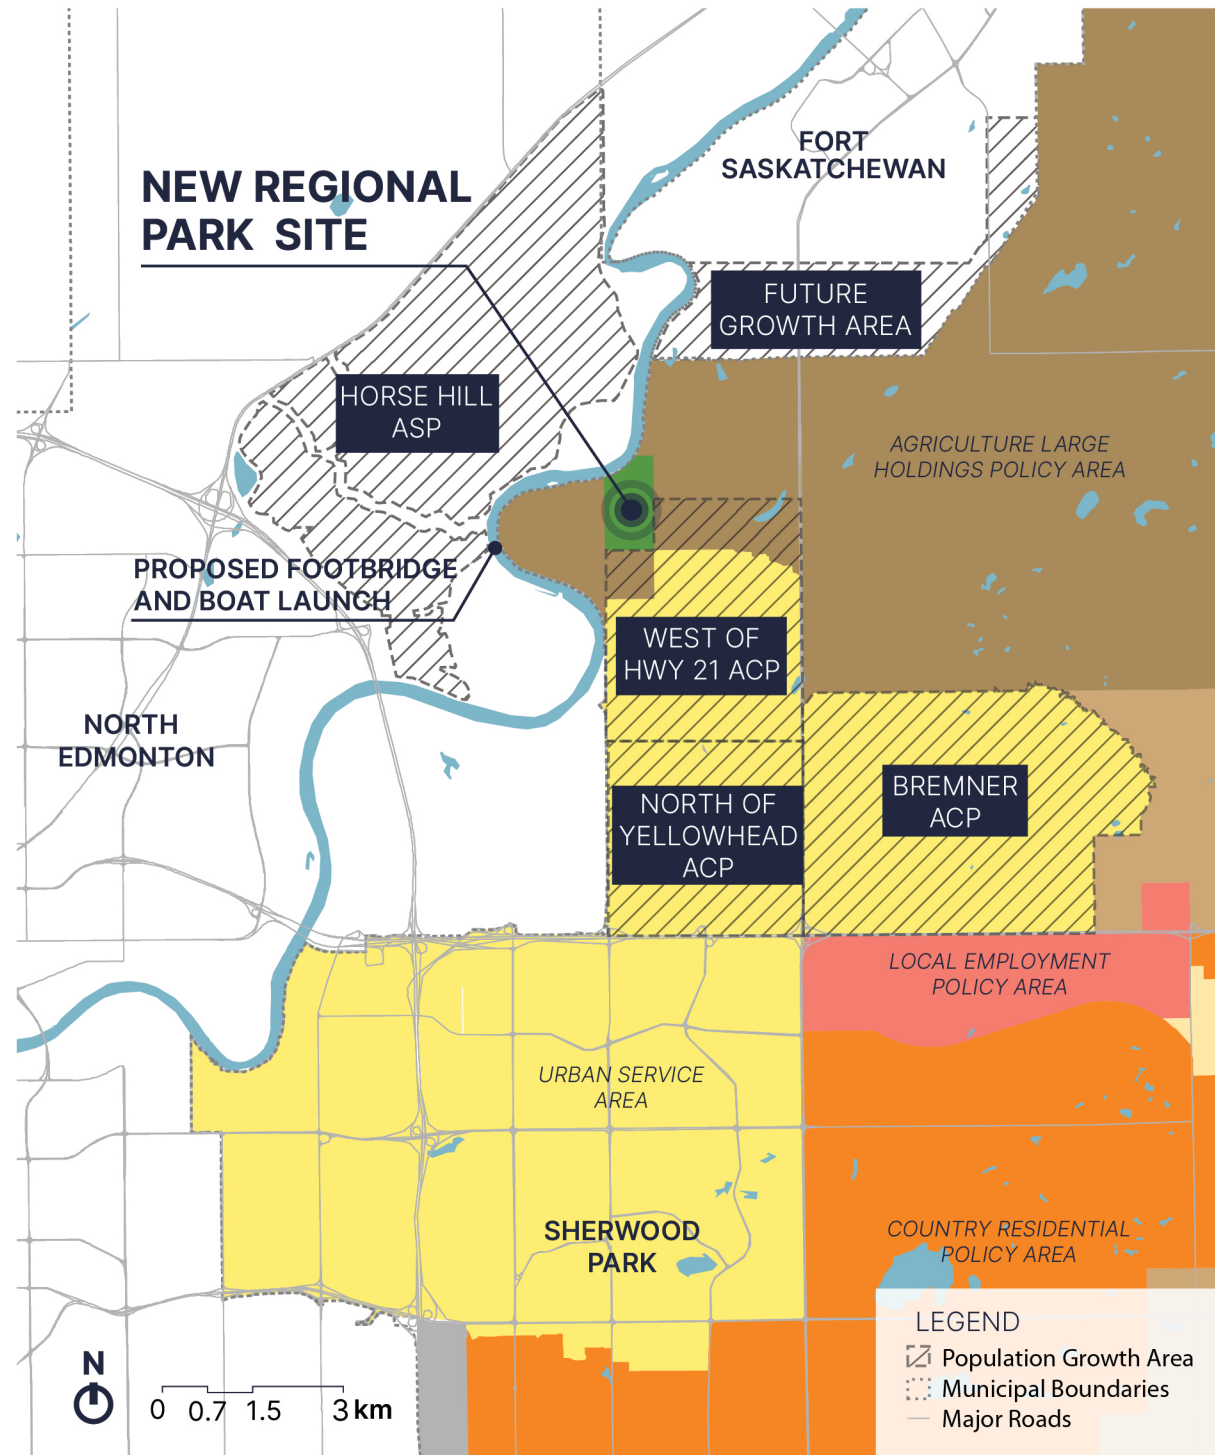 FORT
SASKATCHEWAN
NEW REGIONAL
PARK SITE
FUTURE
GROWTH AREA
HORSE HILL
ASP
AGRICULTURE LARGE
HOLDINGS POLICY AREA
PROPOSED FOOTBRIDGE
AND BOAT LAUNCH
WEST OF
HWY 21 ACP
NORTH
EDMONTON
BREMNER
ACP
NORTH OF
YELLOWHEAD
ACP
LOCAL EMPLOYMENT
POLICY AREA
URBAN SERVICE
AREA
SHERWOOD
PARK
COUNTRY RESIDENTIAL
POLICY AREA
LEGEND
Population Growth Area
Municipal Boundaries
Major Roads
N
0 0.7 1.5 3 km